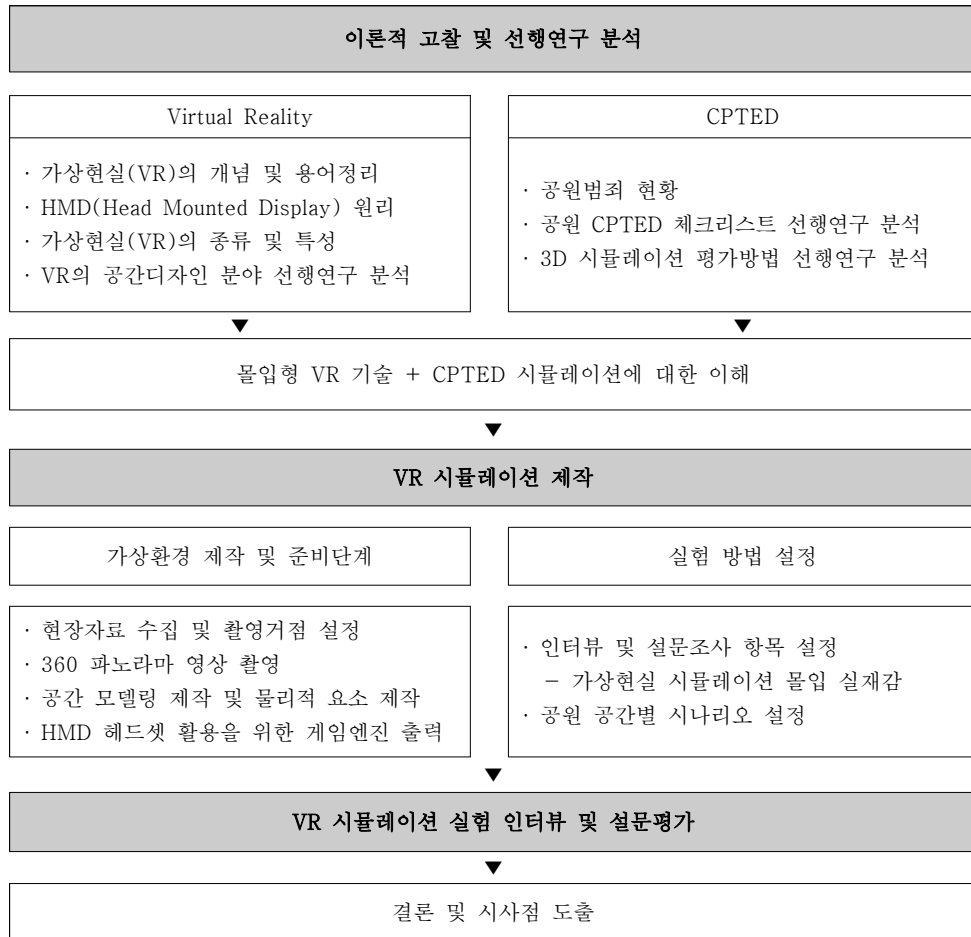 이론적 고찰 및 선행연구 분석
Virtual Reality
· 가상현실(VR)의 개념 및 용어정리
· HMD(Head Mounted Display) 원리
· 가상현실(VR)의 종류 및 특성
· VR의 공간디자인 분야 선행연구 분석
CPTED
· 공원범죄 현황
· 공원 CPTED 체크리스트 선행연구 분석
· 3D 시뮬레이션 평가방법 선행연구 분석
▼
▼
몰입형 VR 기술 + CPTED 시뮬레이션에 대한 이해
▼
VR 시뮬레이션 제작
가상환경 제작 및 준비단계
· 현장자료 수집 및 촬영거점 설정
· 360 파노라마 영상 촬영
· 공간 모델링 제작 및 물리적 요소 제작
· HMD 헤드셋 활용을 위한 게임엔진 출력
실험 방법 설정
· 인터뷰 및 설문조사 항목 설정
- 가상현실 시뮬레이션 몰입 실재감
· 공원 공간별 시나리오 설정
▼
VR 시뮬레이션 실험 인터뷰 및 설문평가
▼
결론 및 시사점 도출